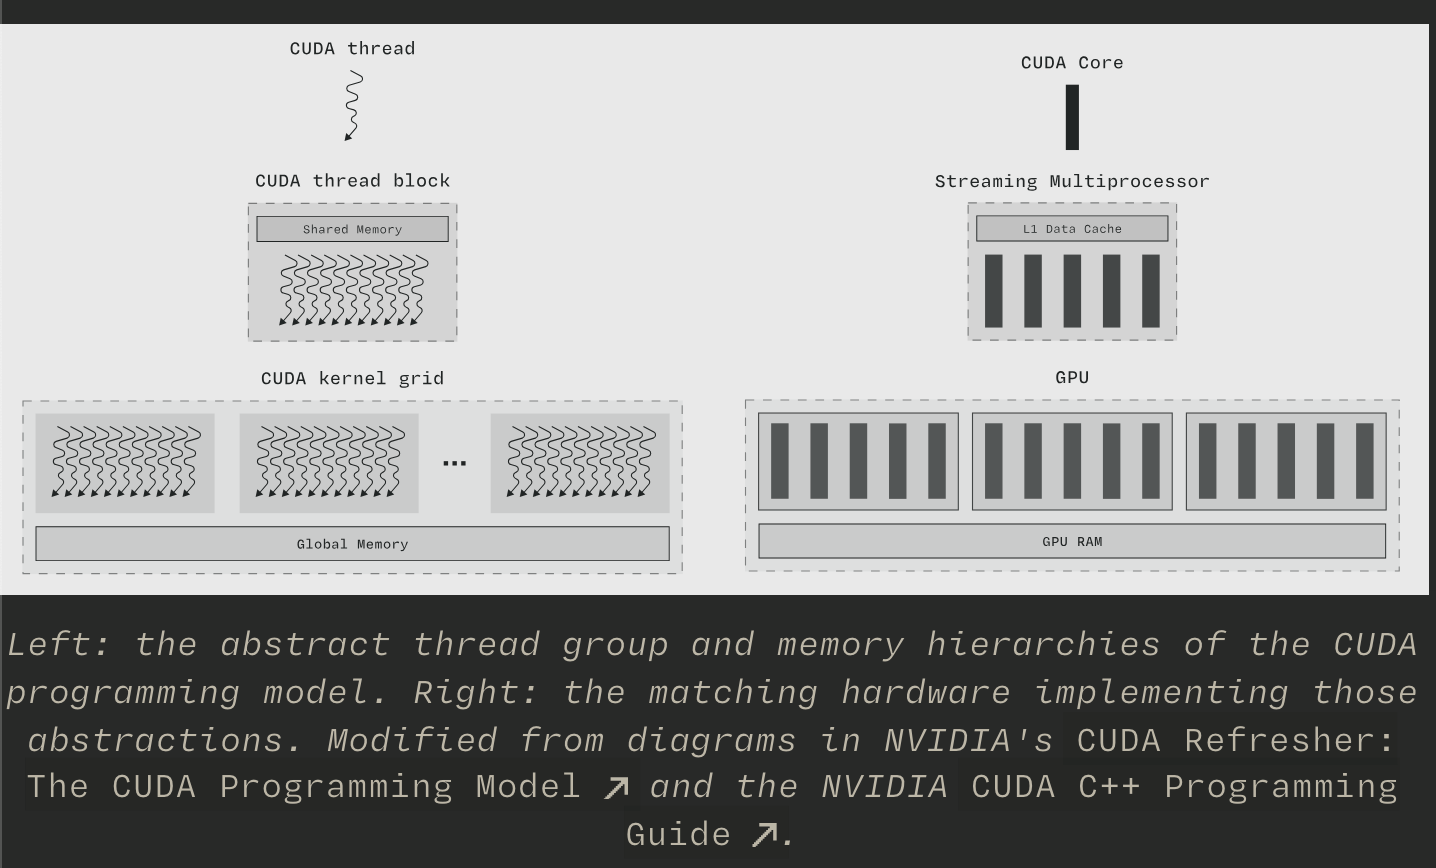 CUDA thread
CUDA thread block
Shared Memory
CUDA kernel grid
...
Global Memory
CUDA Core
Streaming Multiprocessor
L1 Data Cache
GPU
GPU RAM
Left: the abstract thread group and memory hierarchies of the CUDA
programming model. Right: the matching hardware implementing those
abstractions. Modified from diagrams in NVIDIA's CUDA Refresher:
The CUDA Programming Model ↗ and the NVIDIA CUDA C++ Programming
Guide ↗.